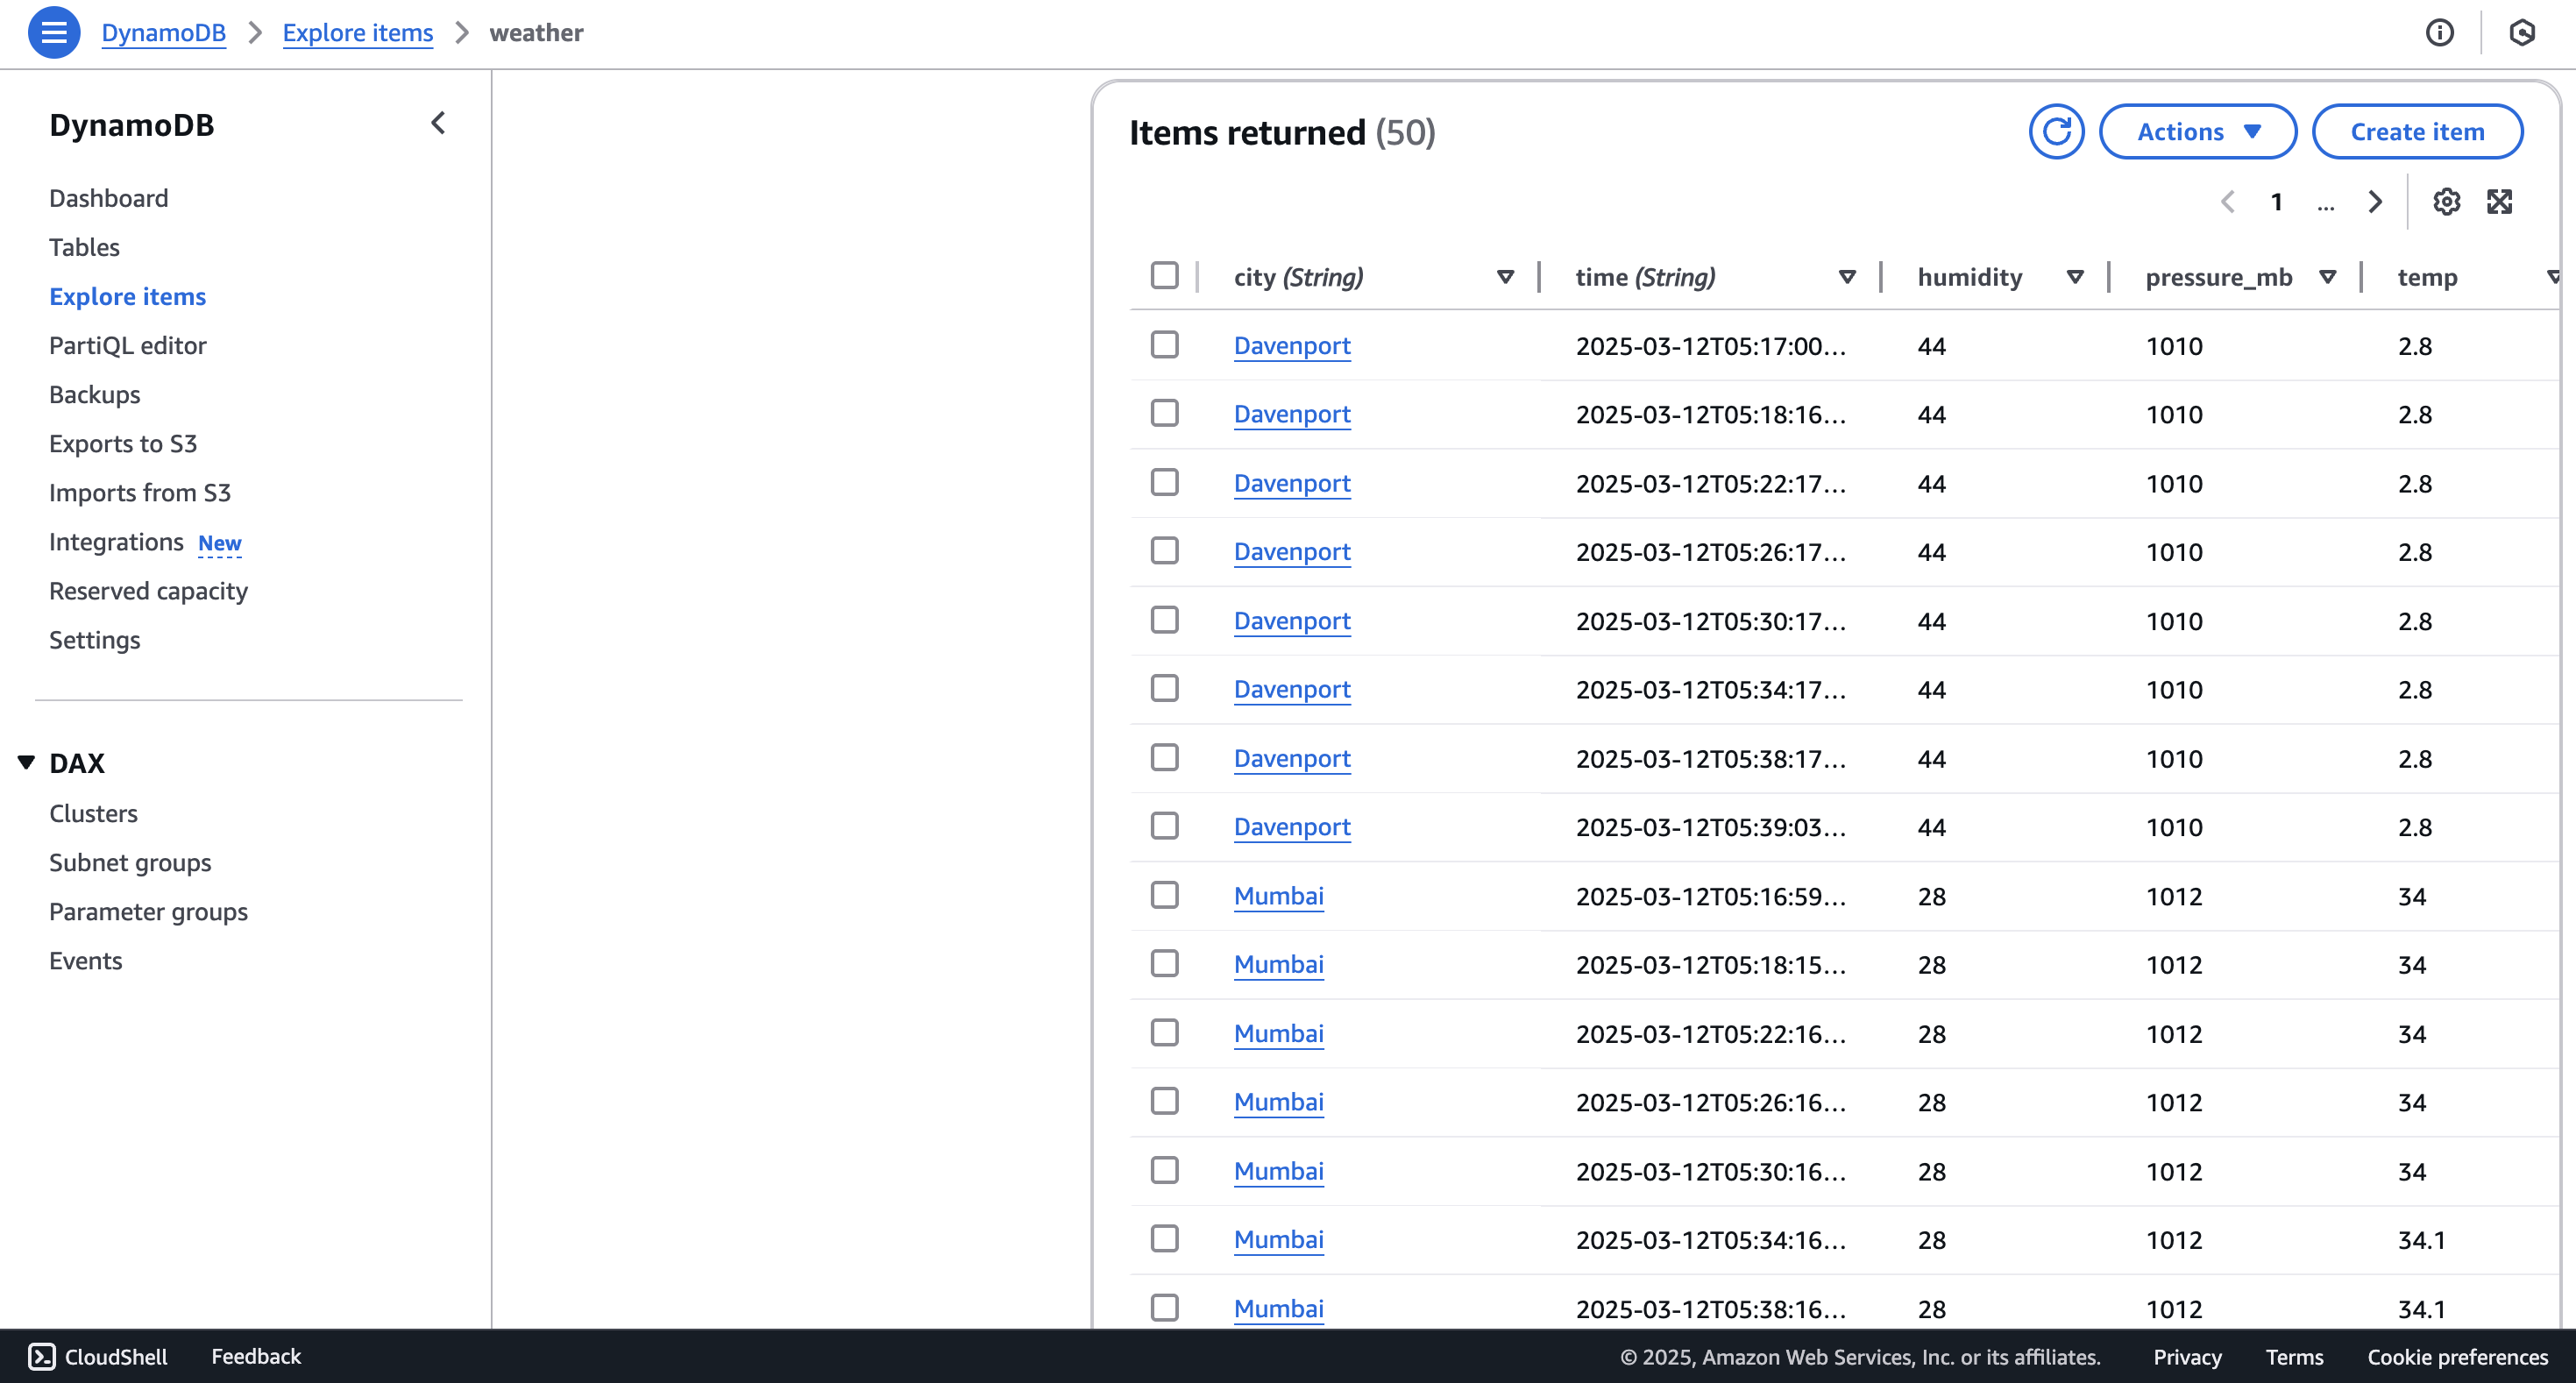 DynamoDB > Explore items > weather
DynamoDB
Dashboard
Tables
Explore items
PartiQL editor
Backups
Exports to S3
Imports from S3
Integrations New
Reserved capacity
Settings
DAX
Clusters
Subnet groups
Parameter groups
Events
Items returned (50)
Actions
Create item
1 ...
city (String) time (String) humidity pressure_mb temp
Davenport 2025-03-12T05:17:00... 44 1010 2.8
Davenport 2025-03-12T05:18:16... 44 1010 2.8
Davenport 2025-03-12T05:22:17... 44 1010 2.8
Davenport 2025-03-12T05:26:17... 44 1010 2.8
Davenport 2025-03-12T05:30:17... 44 1010 2.8
Davenport 2025-03-12T05:34:17... 44 1010 2.8
Davenport 2025-03-12T05:38:17... 44 1010 2.8
Davenport 2025-03-12T05:39:03... 44 1010 2.8
Mumbai 2025-03-12T05:16:59... 28 1012 34
Mumbai 2025-03-12T05:18:15... 28 1012 34
Mumbai 2025-03-12T05:22:16... 28 1012 34
Mumbai 2025-03-12T05:26:16... 28 1012 34
Mumbai 2025-03-12T05:30:16... 28 1012 34
Mumbai 2025-03-12T05:34:16... 28 1012 34.1
Mumbai 2025-03-12T05:38:16... 28 1012 34.1
CloudShell Feedback © 2025, Amazon Web Services, Inc. or its affiliates. Privacy Terms Cookie preferences